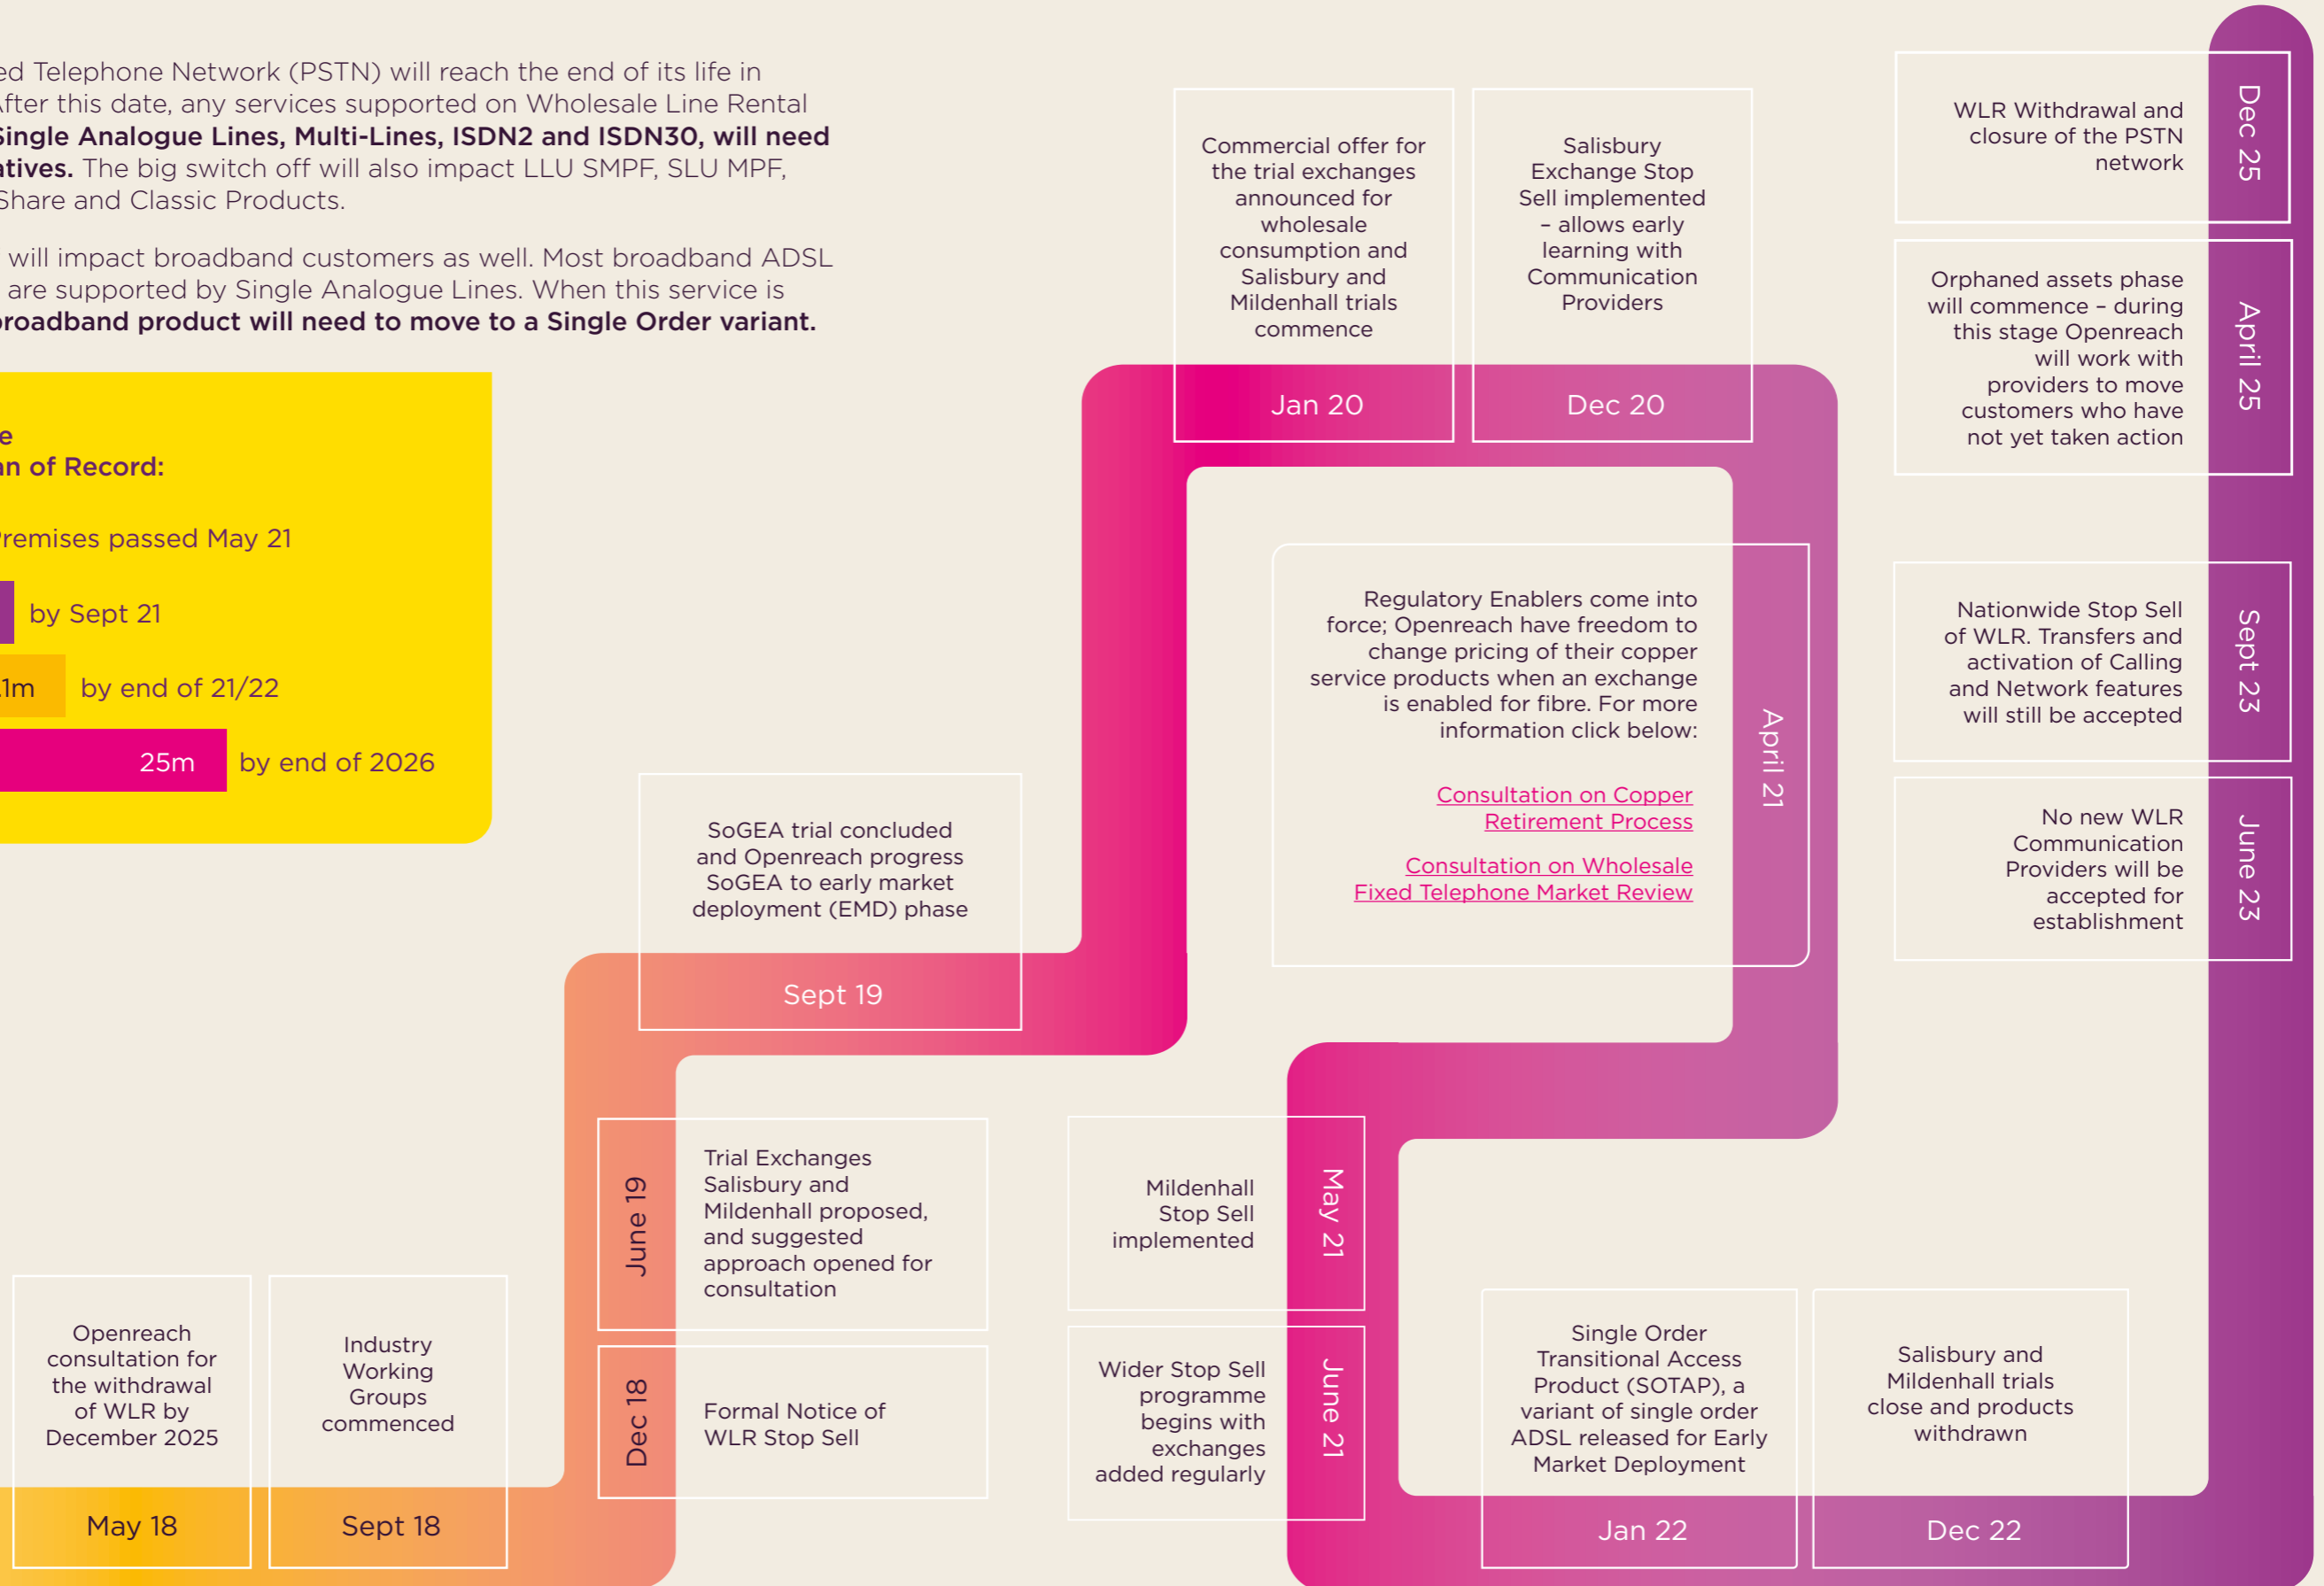 ed Telephone Network (PSTN) will reach the end of its life in
After this date, any services supported on Wholesale Line Rental
Single Analogue Lines, Multi-Lines, ISDN2 and ISDN30, will need
atives. The big switch off will also impact LLU SMPF, SLU MPF,
Share and Classic Products.
will impact broadband customers as well. Most broadband ADSL
are supported by Single Analogue Lines. When this service is
broadband product will need to move to a Single Order variant.
e
an of Record:
Premises passed May 21
by Sept 21
.1m by end of 21/22
25m by end of 2026
Openreach
consultation for
the withdrawal
of WLR by
December 2025
May 18
Industry
Working
Groups
commenced
Sept 18
Dec 18
Formal Notice of
WLR Stop Sell
June 19
Trial Exchanges
Salisbury and
Mildenhall proposed,
and suggested
approach opened for
consultation
SoGEA trial concluded
and Openreach progress
SoGEA to early market
deployment (EMD) phase
Sept 19
Commercial offer for
the trial exchanges
announced for
wholesale
consumption and
Salisbury and
Mildenhall trials
commence
Jan 20
Salisbury
Exchange Stop
Sell implemented
– allows early
learning with
Communication
Providers
Dec 20
Regulatory Enablers come into
force; Openreach have freedom to
change pricing of their copper
service products when an exchange
is enabled for fibre. For more
information click below:
Consultation on Copper
Retirement Process
Consultation on Wholesale
Fixed Telephone Market Review
April 21
Mildenhall
Stop Sell
implemented
May 21
Wider Stop Sell
programme
begins with
exchanges
added regularly
June 21
Single Order
Transitional Access
Product (SOTAP), a
variant of single order
ADSL released for Early
Market Deployment
Jan 22
Salisbury and
Mildenhall trials
close and products
withdrawn
Dec 22
No new WLR
Communication
Providers will be
accepted for
establishment
June 23
Nationwide Stop Sell
of WLR. Transfers and
activation of Calling
and Network features
will still be accepted
Sept 23
Orphaned assets phase
will commence – during
this stage Openreach
will work with
providers to move
customers who have
not yet taken action
April 25
WLR Withdrawal and
closure of the PSTN
network
Dec 25